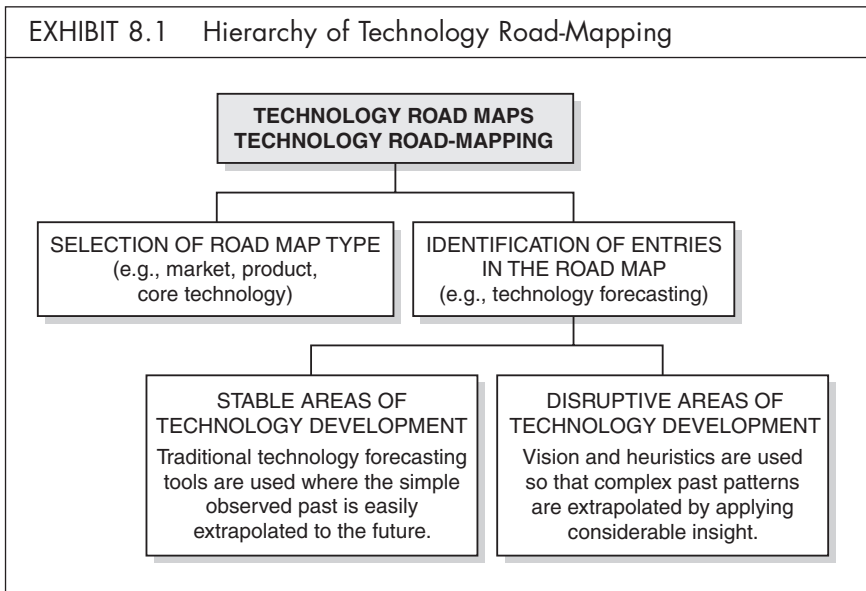 EXHIBIT 8.1 Hierarchy of Technology Road-Mapping
TECHNOLOGY ROAD MAPS
TECHNOLOGY ROAD-MAPPING
SELECTION OF ROAD MAP TYPE
(e.g., market, product,
core technology)
IDENTIFICATION OF ENTRIES
IN THE ROAD MAP
(e.g., technology forecasting)
STABLE AREAS OF
TECHNOLOGY DEVELOPMENT
Traditional technology forecasting
tools are used where the simple
observed past is easily
extrapolated to the future.
DISRUPTIVE AREAS OF
TECHNOLOGY DEVELOPMENT
Vision and heuristics are used
so that complex past patterns
are extrapolated by applying
considerable insight.